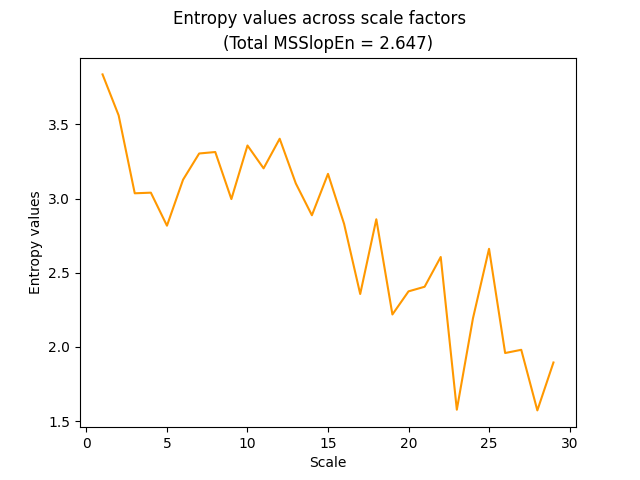 Entropy values across scale factors
(Total MSSlopEn = 2.647)
3.5
3.0
2.5
2.0
1.5
Entropy values
0 5 10 15 20 25 30
Scale